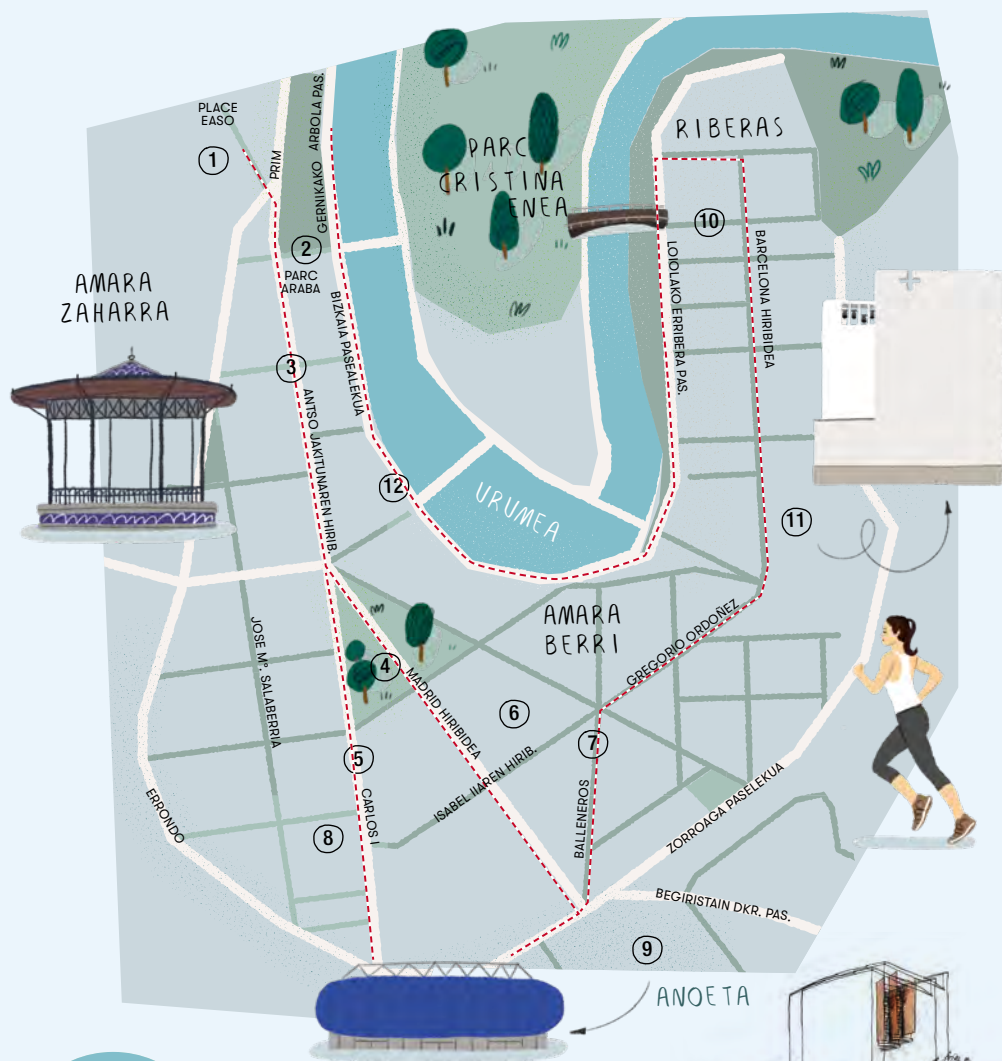 PLACE
EASO
1
PRIM
GERNIKAKO ARBOLA PAS.
PARC
CRISTINA
ENEA
RIBERAS
2
PARC
ARABA
10
AMARA
ZAHARRA
BIZKAIA PASEALEKUA
LOIOLAKO ERRIBERA PAS.
BARCELONA HIRIBIDEA
3
ANTSO JAKITUNAREN HIRIB.
12
URUMEA
11
AMARA
BERRI
GREGORIO ORDOÑEZ
JOSE Mª. SALABERRIA
4
MADRID HIRIBIDEA
6
7
5
CARLOS I
ISABEL IIAREN HIRIB.
BALLENEROS
ERRONDO
8
ZORROAGA PASELEKUA
BEGIRISTAIN DKR. PAS.
9
ANOETA